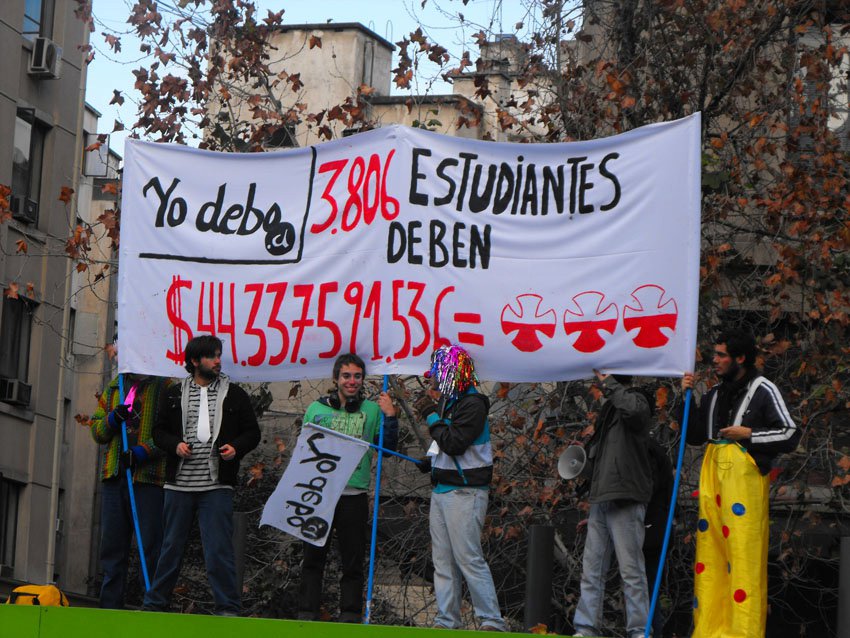 Yo debo.cl
3.806 ESTUDIANTES
DEBEN
$44.337.591.536=
Yo debo.cl